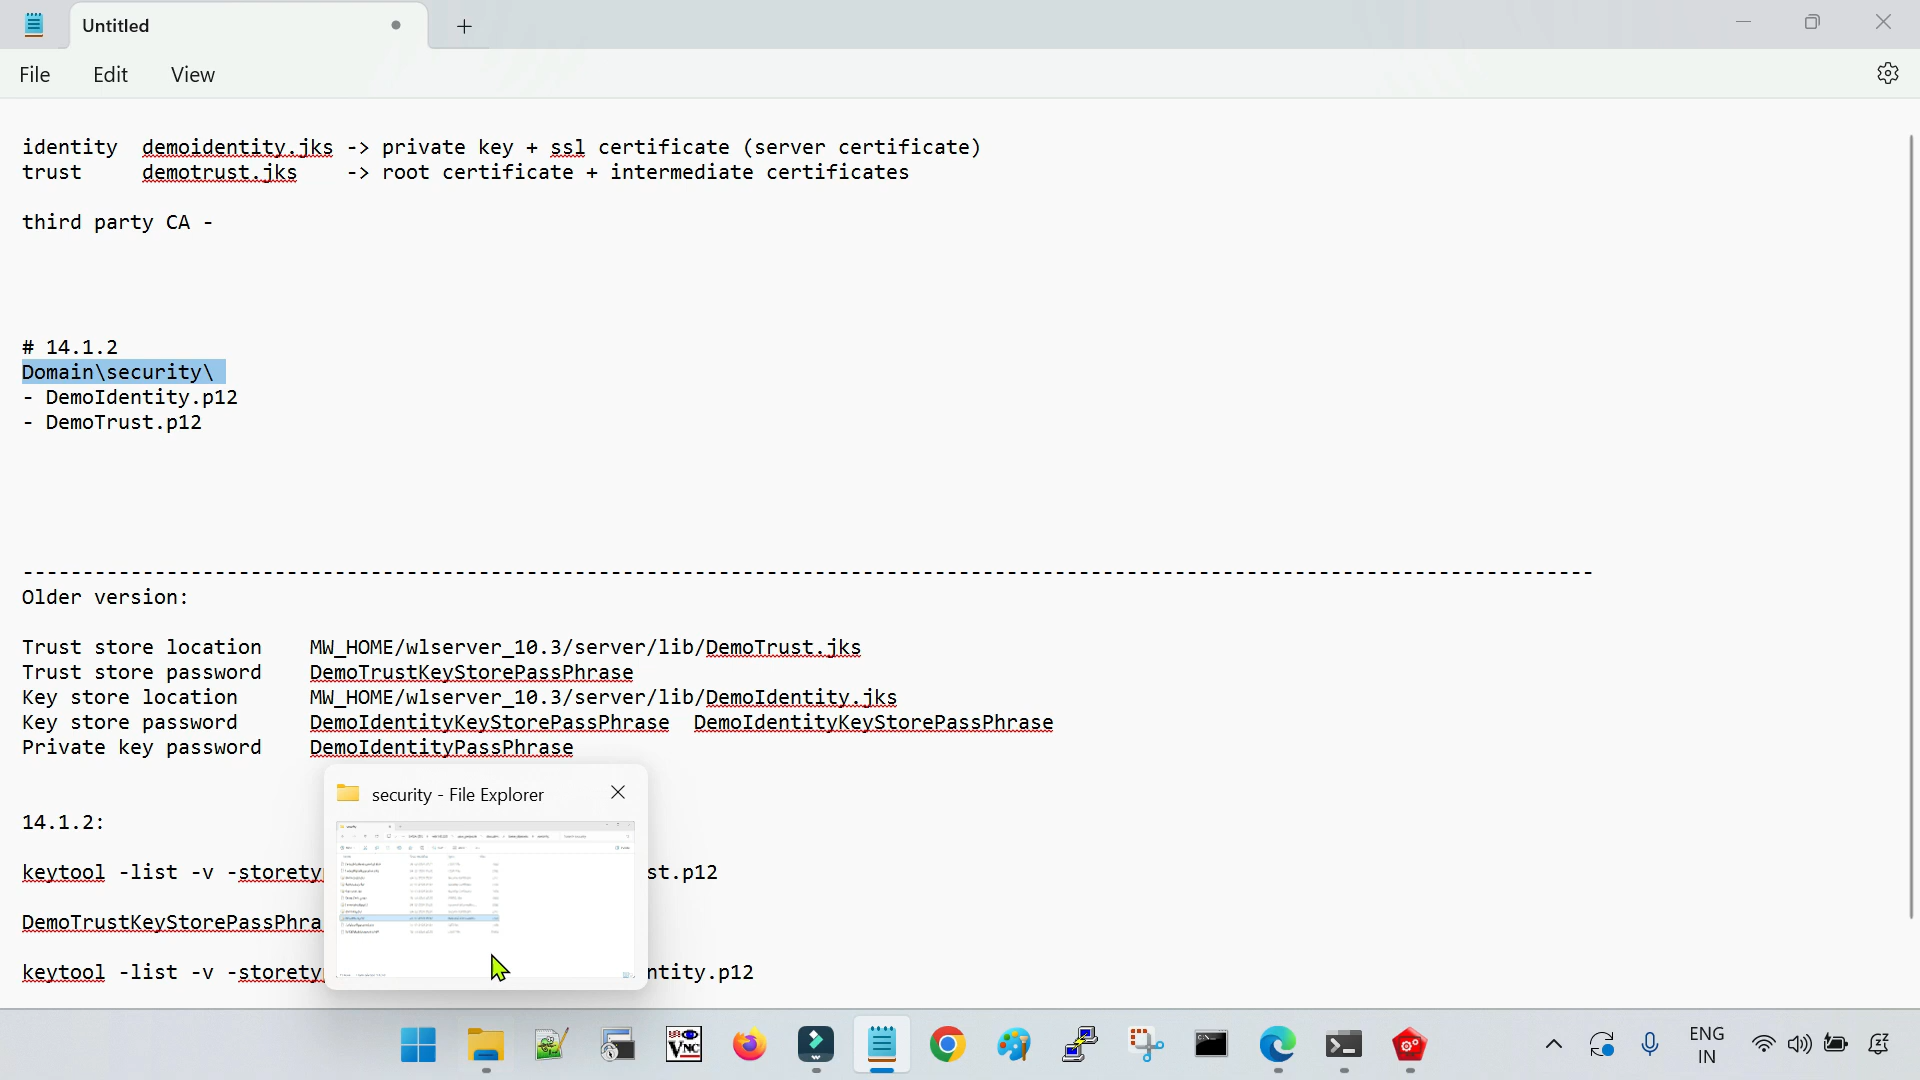 Untitled
File Edit View
identity demoidentity.jks -> private key + ssl certificate (server certificate)
trust demotrust.jks -> root certificate + intermediate certificates
third party CA -
# 14.1.2
Domain\security\
- DemoIdentity.p12
- DemoTrust.p12
-----------------------------------------------------------------------------------------------------------------------------------
Older version:
Trust store location MW_HOME/wlserver_10.3/server/lib/DemoTrust.jks
Trust store password DemoTrustKeyStorePassPhrase
Key store location MW_HOME/wlserver_10.3/server/lib/DemoIdentity.jks
Key store password DemoIdentityKeyStorePassPhrase DemoIdentityKeyStorePassPhrase
Private key password DemoIdentityPassPhrase
security - File Explorer
14.1.2:
keytool -list -v -storety st.p12
DemoTrustKeyStorePassPhra
keytool -list -v -storety ntity.p12
ENG
IN